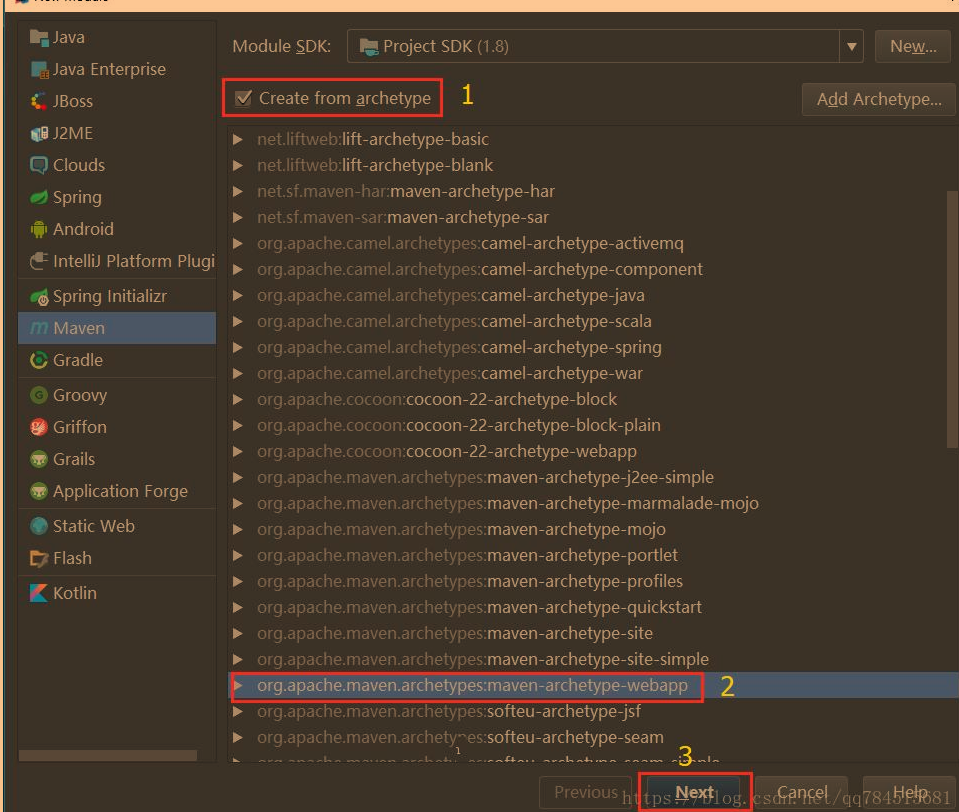 New Module
Java
Java Enterprise
JBoss
J2ME
Clouds
Spring
Android
IntelliJ Platform Plugi
Spring Initializr
Maven
Gradle
Groovy
Griffon
Grails
Application Forge
Static Web
Flash
Kotlin
Module SDK: Project SDK (1.8) New...
Create from archetype 1 Add Archetype...
net.liftweb:lift-archetype-basic
net.liftweb:lift-archetype-blank
net.sf.maven-har:maven-archetype-har
net.sf.maven-sar:maven-archetype-sar
org.apache.camel.archetypes:camel-archetype-activemq
org.apache.camel.archetypes:camel-archetype-component
org.apache.camel.archetypes:camel-archetype-java
org.apache.camel.archetypes:camel-archetype-scala
org.apache.camel.archetypes:camel-archetype-spring
org.apache.camel.archetypes:camel-archetype-war
org.apache.cocoon:cocoon-22-archetype-block
org.apache.cocoon:cocoon-22-archetype-block-plain
org.apache.cocoon:cocoon-22-archetype-webapp
org.apache.maven.archetypes:maven-archetype-j2ee-simple
org.apache.maven.archetypes:maven-archetype-marmalade-mojo
org.apache.maven.archetypes:maven-archetype-mojo
org.apache.maven.archetypes:maven-archetype-portlet
org.apache.maven.archetypes:maven-archetype-profiles
org.apache.maven.archetypes:maven-archetype-quickstart
org.apache.maven.archetypes:maven-archetype-site
org.apache.maven.archetypes:maven-archetype-site-simple
org.apache.maven.archetypes:maven-archetype-webapp 2
org.apache.maven.archetypes:softeu-archetype-jsf
org.apache.maven.archetypes:softeu-archetype-seam
org.apache.maven.archetypes:softeu-archetype-seam-simple
3
Previous Next Cancel Help